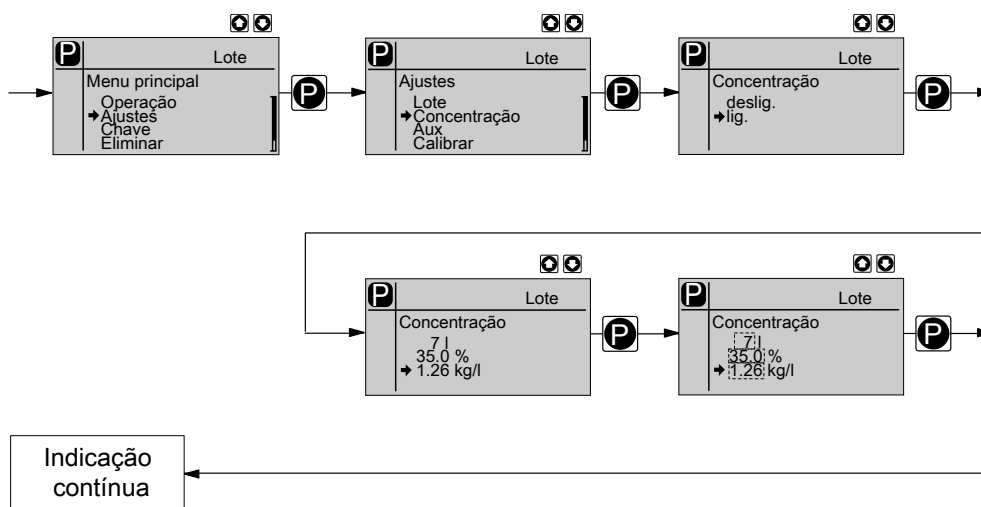 P Lote
Menu principal
Operação
Ajustes
Chave
Eliminar
P
P Lote
Ajustes
Lote
Concentração
Aux
Calibrar
P
P Lote
Concentração
deslig.
lig.
P
P Lote
Concentração
7 l
35.0 %
1.26 kg/l
P
P Lote
Concentração
7 l
35.0 %
1.26 kg/l
P
Indicação
contínua